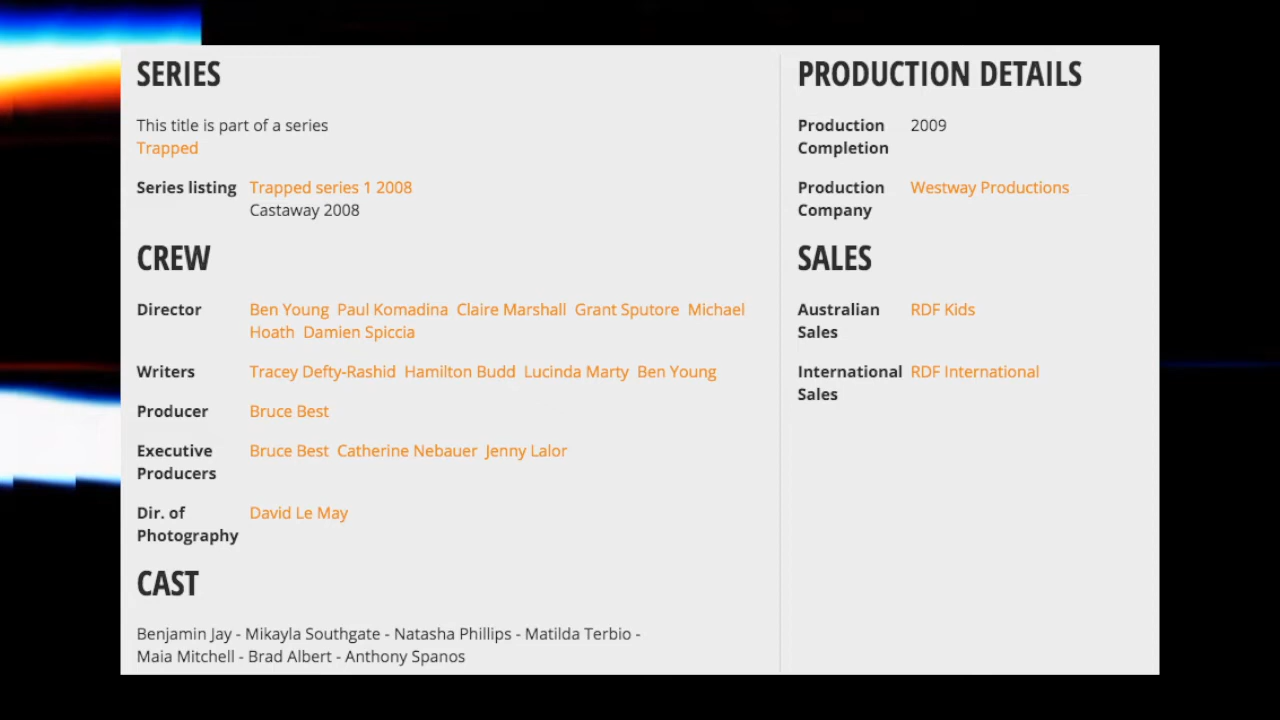 SERIES
This title is part of a series
Trapped
Series listing Trapped series 1 2008
Castaway 2008
CREW
Director Ben Young Paul Komadina Claire Marshall Grant Sputore Michael
Hoath Damien Spiccia
Writers Tracey Defty-Rashid Hamilton Budd Lucinda Marty Ben Young
Producer Bruce Best
Executive Bruce Best Catherine Nebauer Jenny Lalor
Producers
Dir. of David Le May
Photography
CAST
Benjamin Jay - Mikayla Southgate - Natasha Phillips - Matilda Terbio -
Maia Mitchell - Brad Albert - Anthony Spanos
PRODUCTION DETAILS
Production 2009
Completion
Production Westway Productions
Company
SALES
Australian RDF Kids
Sales
International RDF International
Sales